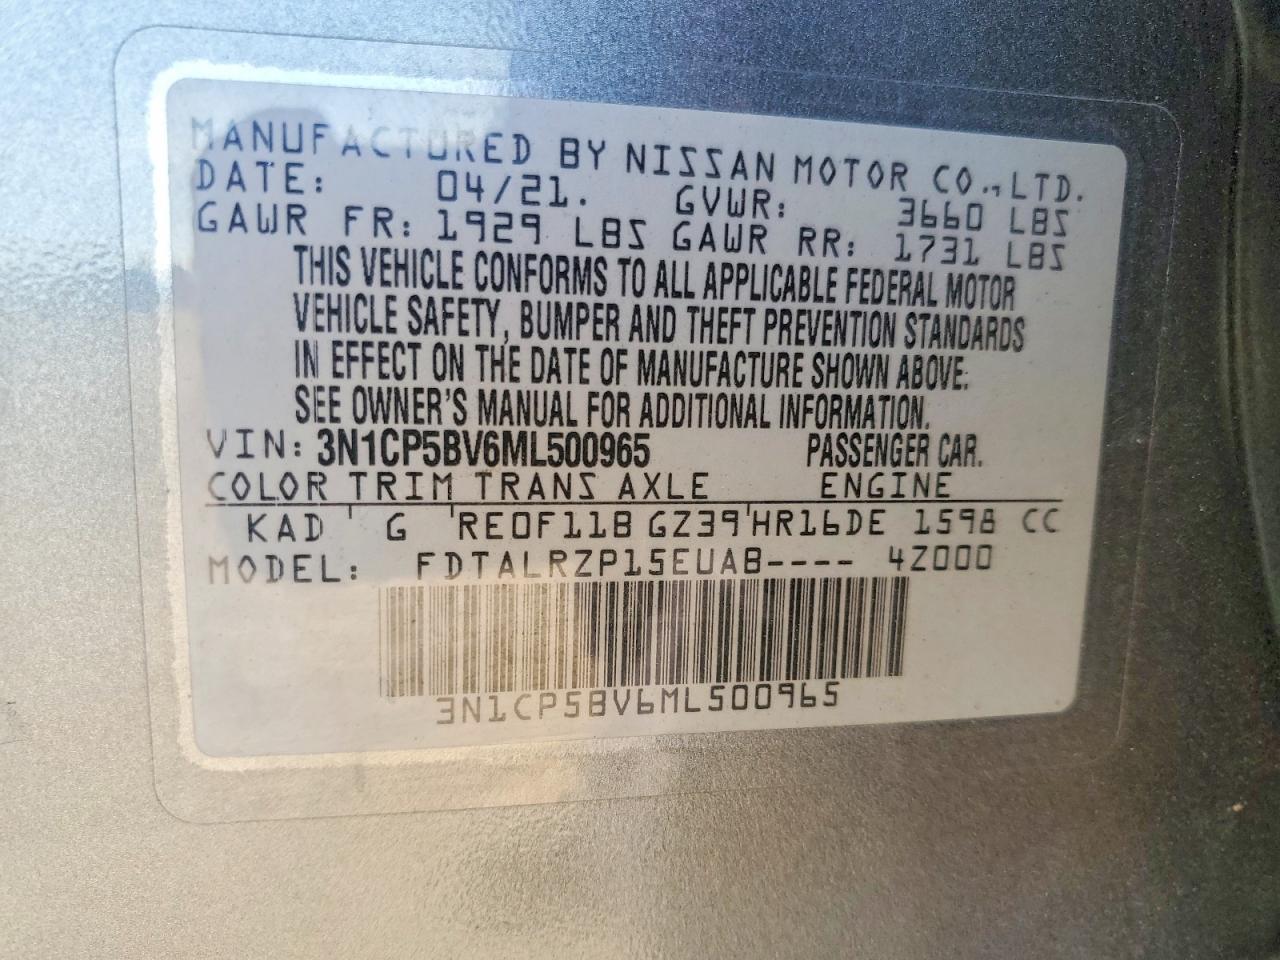 MANUFACTURED BY NISSAN MOTOR CO., LTD.
DATE: 04/21. GVWR: 3660 LBS
GAWR FR: 1929 LBS GAWR RR: 1731 LBS
THIS VEHICLE CONFORMS TO ALL APPLICABLE FEDERAL MOTOR
VEHICLE SAFETY, BUMPER AND THEFT PREVENTION STANDARDS
IN EFFECT ON THE DATE OF MANUFACTURE SHOWN ABOVE.
SEE OWNER'S MANUAL FOR ADDITIONAL INFORMATION.
VIN: 3N1CP5BV6ML500965 PASSENGER CAR.
COLOR TRIM TRANS AXLE ENGINE
KAD G RE0F11B GZ39 HR16DE 1598 CC
MODEL: FDTALRZP15EUAB---- 4Z000
3N1CP5BV6ML500965